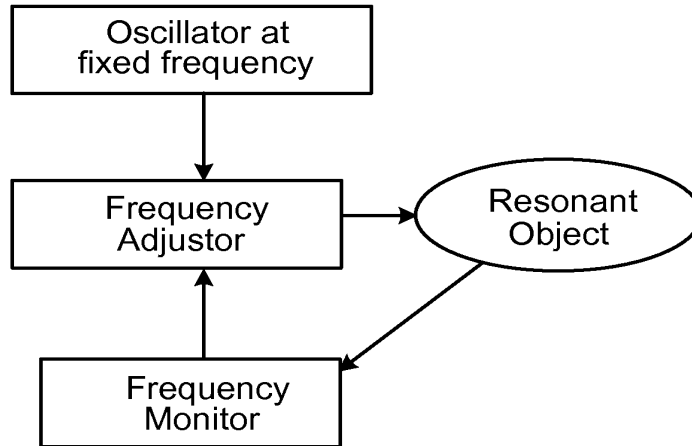 Oscillator at
fixed frequency
Frequency
Adjustor
Resonant
Object
Frequency
Monitor